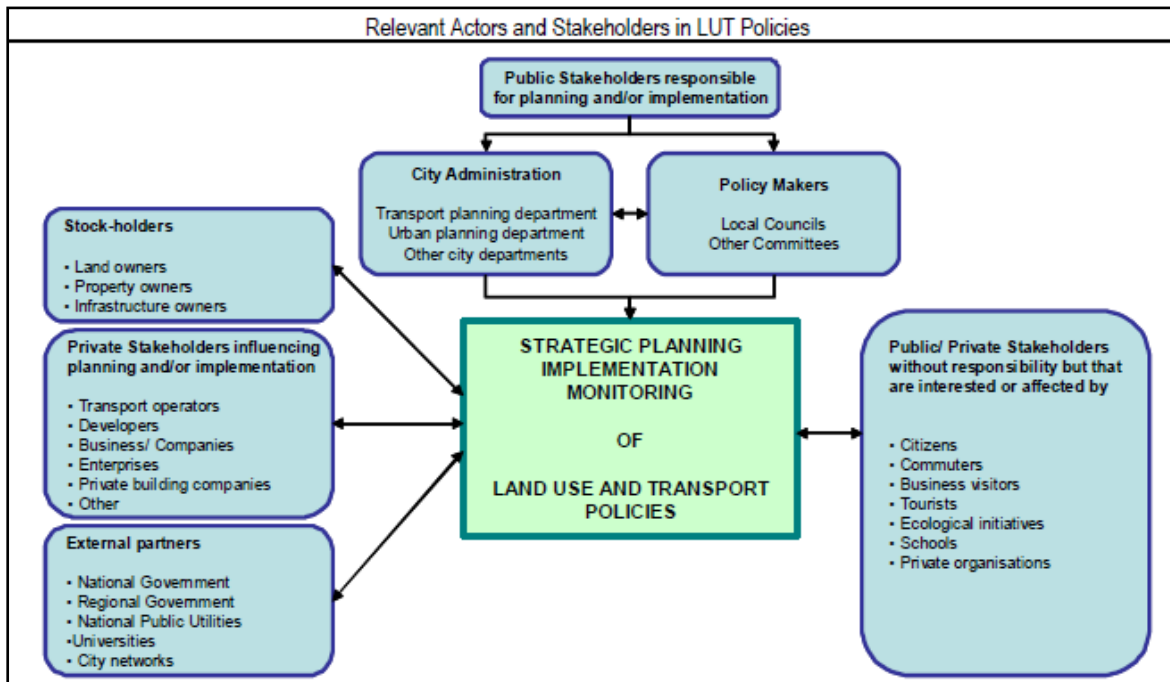 Relevant Actors and Stakeholders in LUT Policies
Public Stakeholders responsible
for planning and/or implementation
City Administration
Transport planning department
Urban planning department
Other city departments
Policy Makers
Local Councils
Other Committees
Stock-holders
• Land owners
• Property owners
• Infrastructure owners
Private Stakeholders influencing
planning and/or implementation
• Transport operators
• Developers
• Business/ Companies
• Enterprises
• Private building companies
• Other
External partners
• National Government
• Regional Government
• National Public Utilities
•Universities
• City networks
STRATEGIC PLANNING
IMPLEMENTATION
MONITORING
OF
LAND USE AND TRANSPORT
POLICIES
Public/ Private Stakeholders
without responsibility but that
are interested or affected by
• Citizens
• Commuters
• Business visitors
• Tourists
• Ecological initiatives
• Schools
• Private organisations